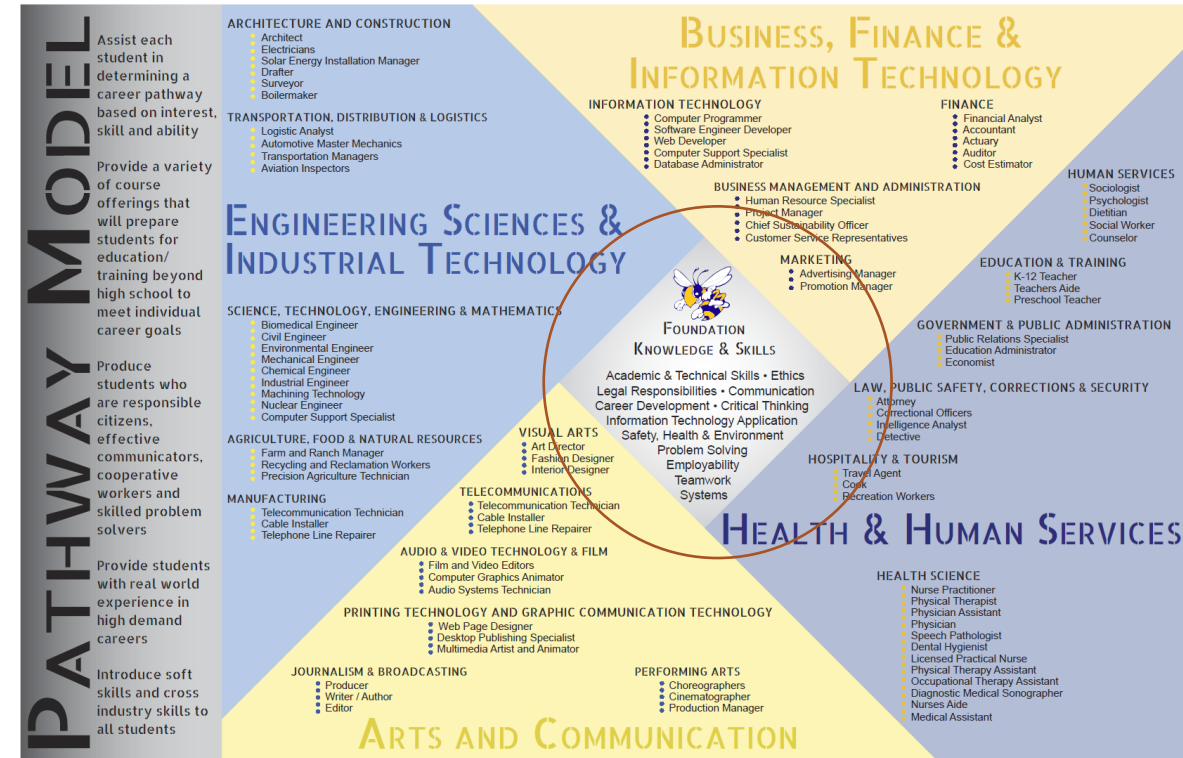 PATHWAY MODEL
Assist each
student in
determining a
career pathway
based on interest,
skill and ability
Provide a variety
of course
offerings that
will prepare
students for
education/
training beyond
high school to
meet individual
career goals
Produce
students who
are responsible
citizens,
effective
communicators,
cooperative
workers and
skilled problem
solvers
Provide students
with real world
experience in
high demand
careers
Introduce soft
skills and cross
industry skills to
all students
ARCHITECTURE AND CONSTRUCTION
Architect
Electricians
Solar Energy Installation Manager
Drafter
Surveyor
Boilermaker
TRANSPORTATION, DISTRIBUTION & LOGISTICS
Logistic Analyst
Automotive Master Mechanics
Transportation Managers
Aviation Inspectors
ENGINEERING SCIENCES &
INDUSTRIAL TECHNOLOGY
SCIENCE, TECHNOLOGY, ENGINEERING & MATHEMATICS
Biomedical Engineer
Civil Engineer
Environmental Engineer
Mechanical Engineer
Chemical Engineer
Industrial Engineer
Machining Technology
Nuclear Engineer
Computer Support Specialist
AGRICULTURE, FOOD & NATURAL RESOURCES
Farm and Ranch Manager
Recycling and Reclamation Workers
Precision Agriculture Technician
MANUFACTURING
Telecommunication Technician
Cable Installer
Telephone Line Repairer
BUSINESS, FINANCE &
INFORMATION TECHNOLOGY
INFORMATION TECHNOLOGY
Computer Programmer
Software Engineer Developer
Web Developer
Computer Support Specialist
Database Administrator
FINANCE
Financial Analyst
Accountant
Actuary
Auditor
Cost Estimator
BUSINESS MANAGEMENT AND ADMINISTRATION
Human Resource Specialist
Project Manager
Chief Sustainability Officer
Customer Service Representatives
MARKETING
Advertising Manager
Promotion Manager
FOUNDATION
KNOWLEDGE & SKILLS
Academic & Technical Skills • Ethics
Legal Responsibilities • Communication
Career Development • Critical Thinking
Information Technology Application
Safety, Health & Environment
Problem Solving
Employability
Teamwork
Systems
HUMAN SERVICES
Sociologist
Psychologist
Dietitian
Social Worker
Counselor
EDUCATION & TRAINING
K-12 Teacher
Teachers Aide
Preschool Teacher
GOVERNMENT & PUBLIC ADMINISTRATION
Public Relations Specialist
Education Administrator
Economist
LAW, PUBLIC SAFETY, CORRECTIONS & SECURITY
Attorney
Correctional Officers
Intelligence Analyst
Detective
HOSPITALITY & TOURISM
Travel Agent
Cook
Recreation Workers
HEALTH & HUMAN SERVICES
HEALTH SCIENCE
Nurse Practitioner
Physical Therapist
Physician Assistant
Physician
Speech Pathologist
Dental Hygienist
Licensed Practical Nurse
Physical Therapy Assistant
Occupational Therapy Assistant
Diagnostic Medical Sonographer
Nurses Aide
Medical Assistant
VISUAL ARTS
Art Director
Fashion Designer
Interior Designer
TELECOMMUNICATIONS
Telecommunication Technician
Cable Installer
Telephone Line Repairer
AUDIO & VIDEO TECHNOLOGY & FILM
Film and Video Editors
Computer Graphics Animator
Audio Systems Technician
PRINTING TECHNOLOGY AND GRAPHIC COMMUNICATION TECHNOLOGY
Web Page Designer
Desktop Publishing Specialist
Multimedia Artist and Animator
JOURNALISM & BROADCASTING
Producer
Writer / Author
Editor
PERFORMING ARTS
Choreographers
Cinematographer
Production Manager
ARTS AND COMMUNICATION